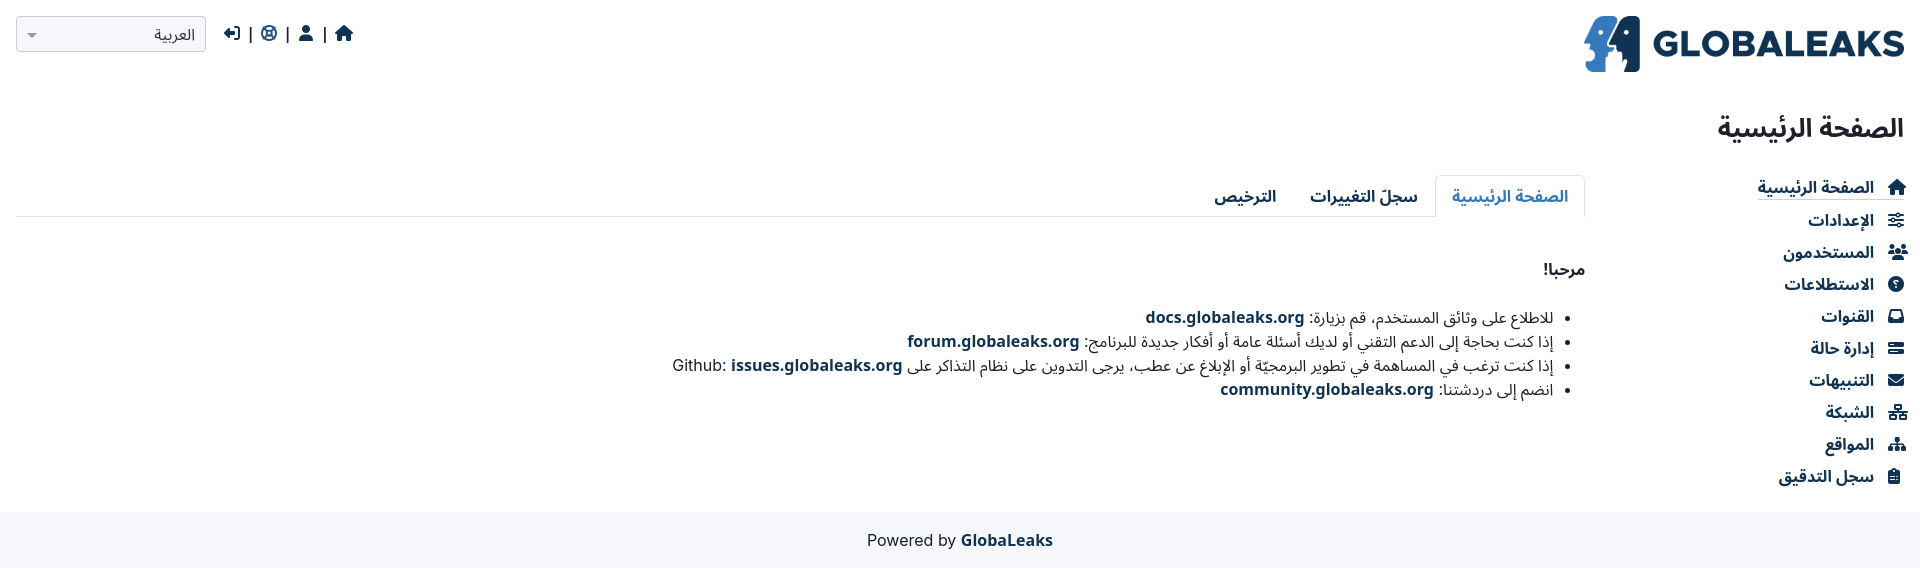 GLOBALEAKS
| | |
العربية
الصفحة الرئيسية
الصفحة الرئيسية
الإعدادات
المستخدمون
الاستطلاعات
القنوات
إدارة حالة
التنبيهات
الشبكة
المواقع
سجل التدقيق
الصفحة الرئيسية
سجلّ التغييرات
الترخيص
مرحبا!
• للاطلاع على وثائق المستخدم، قم بزيارة: docs.globaleaks.org
• إذا كنت بحاجة إلى الدعم التقني أو لديك أسئلة عامة أو أفكار جديدة للبرنامج: forum.globaleaks.org
• إذا كنت ترغب في المساهمة في تطوير البرمجيّة أو الإبلاغ عن عطب، يرجى التدوين على نظام التذاكر على Github: issues.globaleaks.org
• انضم إلى دردشتنا: community.globaleaks.org
Powered by GlobaLeaks